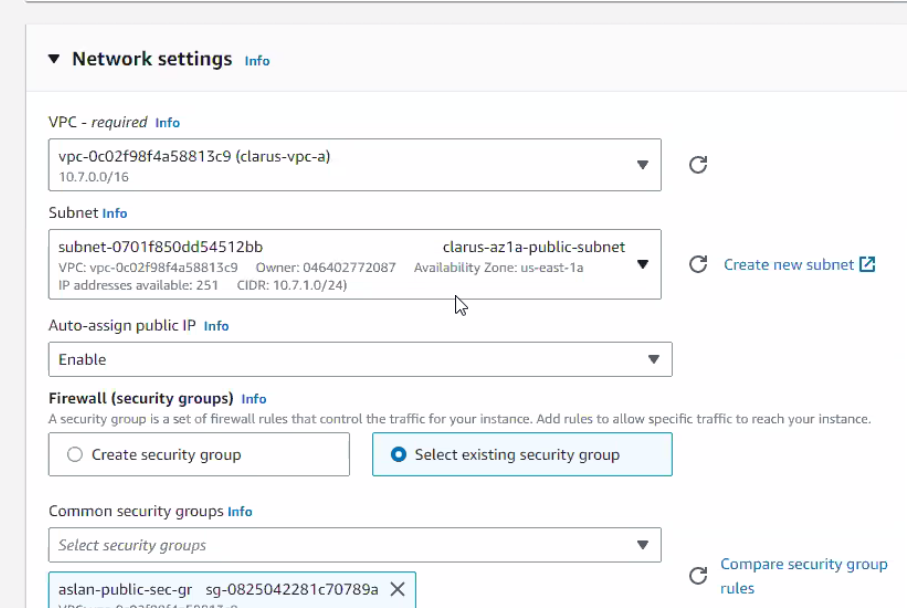 Network settings Info
VPC - required Info
vpc-0c02f98f4a58813c9 (clarus-vpc-a)
10.7.0.0/16
Subnet Info
subnet-0701f850dd54512bb clarus-az1a-public-subnet
VPC: vpc-0c02f98f4a58813c9 Owner: 046402772087 Availability Zone: us-east-1a
IP addresses available: 251 CIDR: 10.7.1.0/24)
Create new subnet
Auto-assign public IP Info
Enable
Firewall (security groups) Info
A security group is a set of firewall rules that control the traffic for your instance. Add rules to allow specific traffic to reach your instance.
Create security group
Select existing security group
Common security groups Info
Select security groups
Compare security group
rules
aslan-public-sec-gr sg-0825042281c70789a
VPC: vpc-0c02f98f4a58813c9